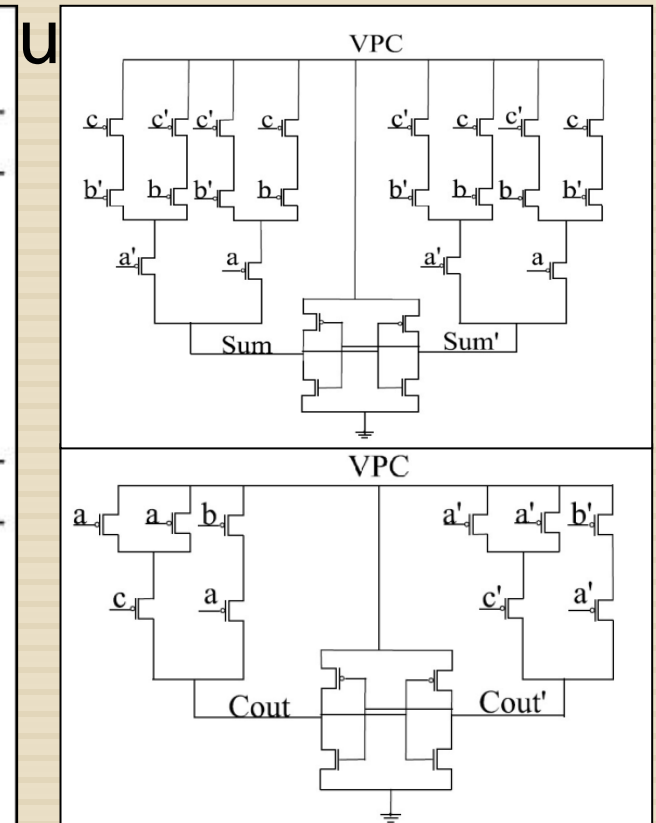 u
VPC
c c' c' c c' c c' c
b' b b' b b' b b b'
a' a a' a
Sum Sum'
VPC
a a b a' a' b'
c a c' a'
Cout Cout'